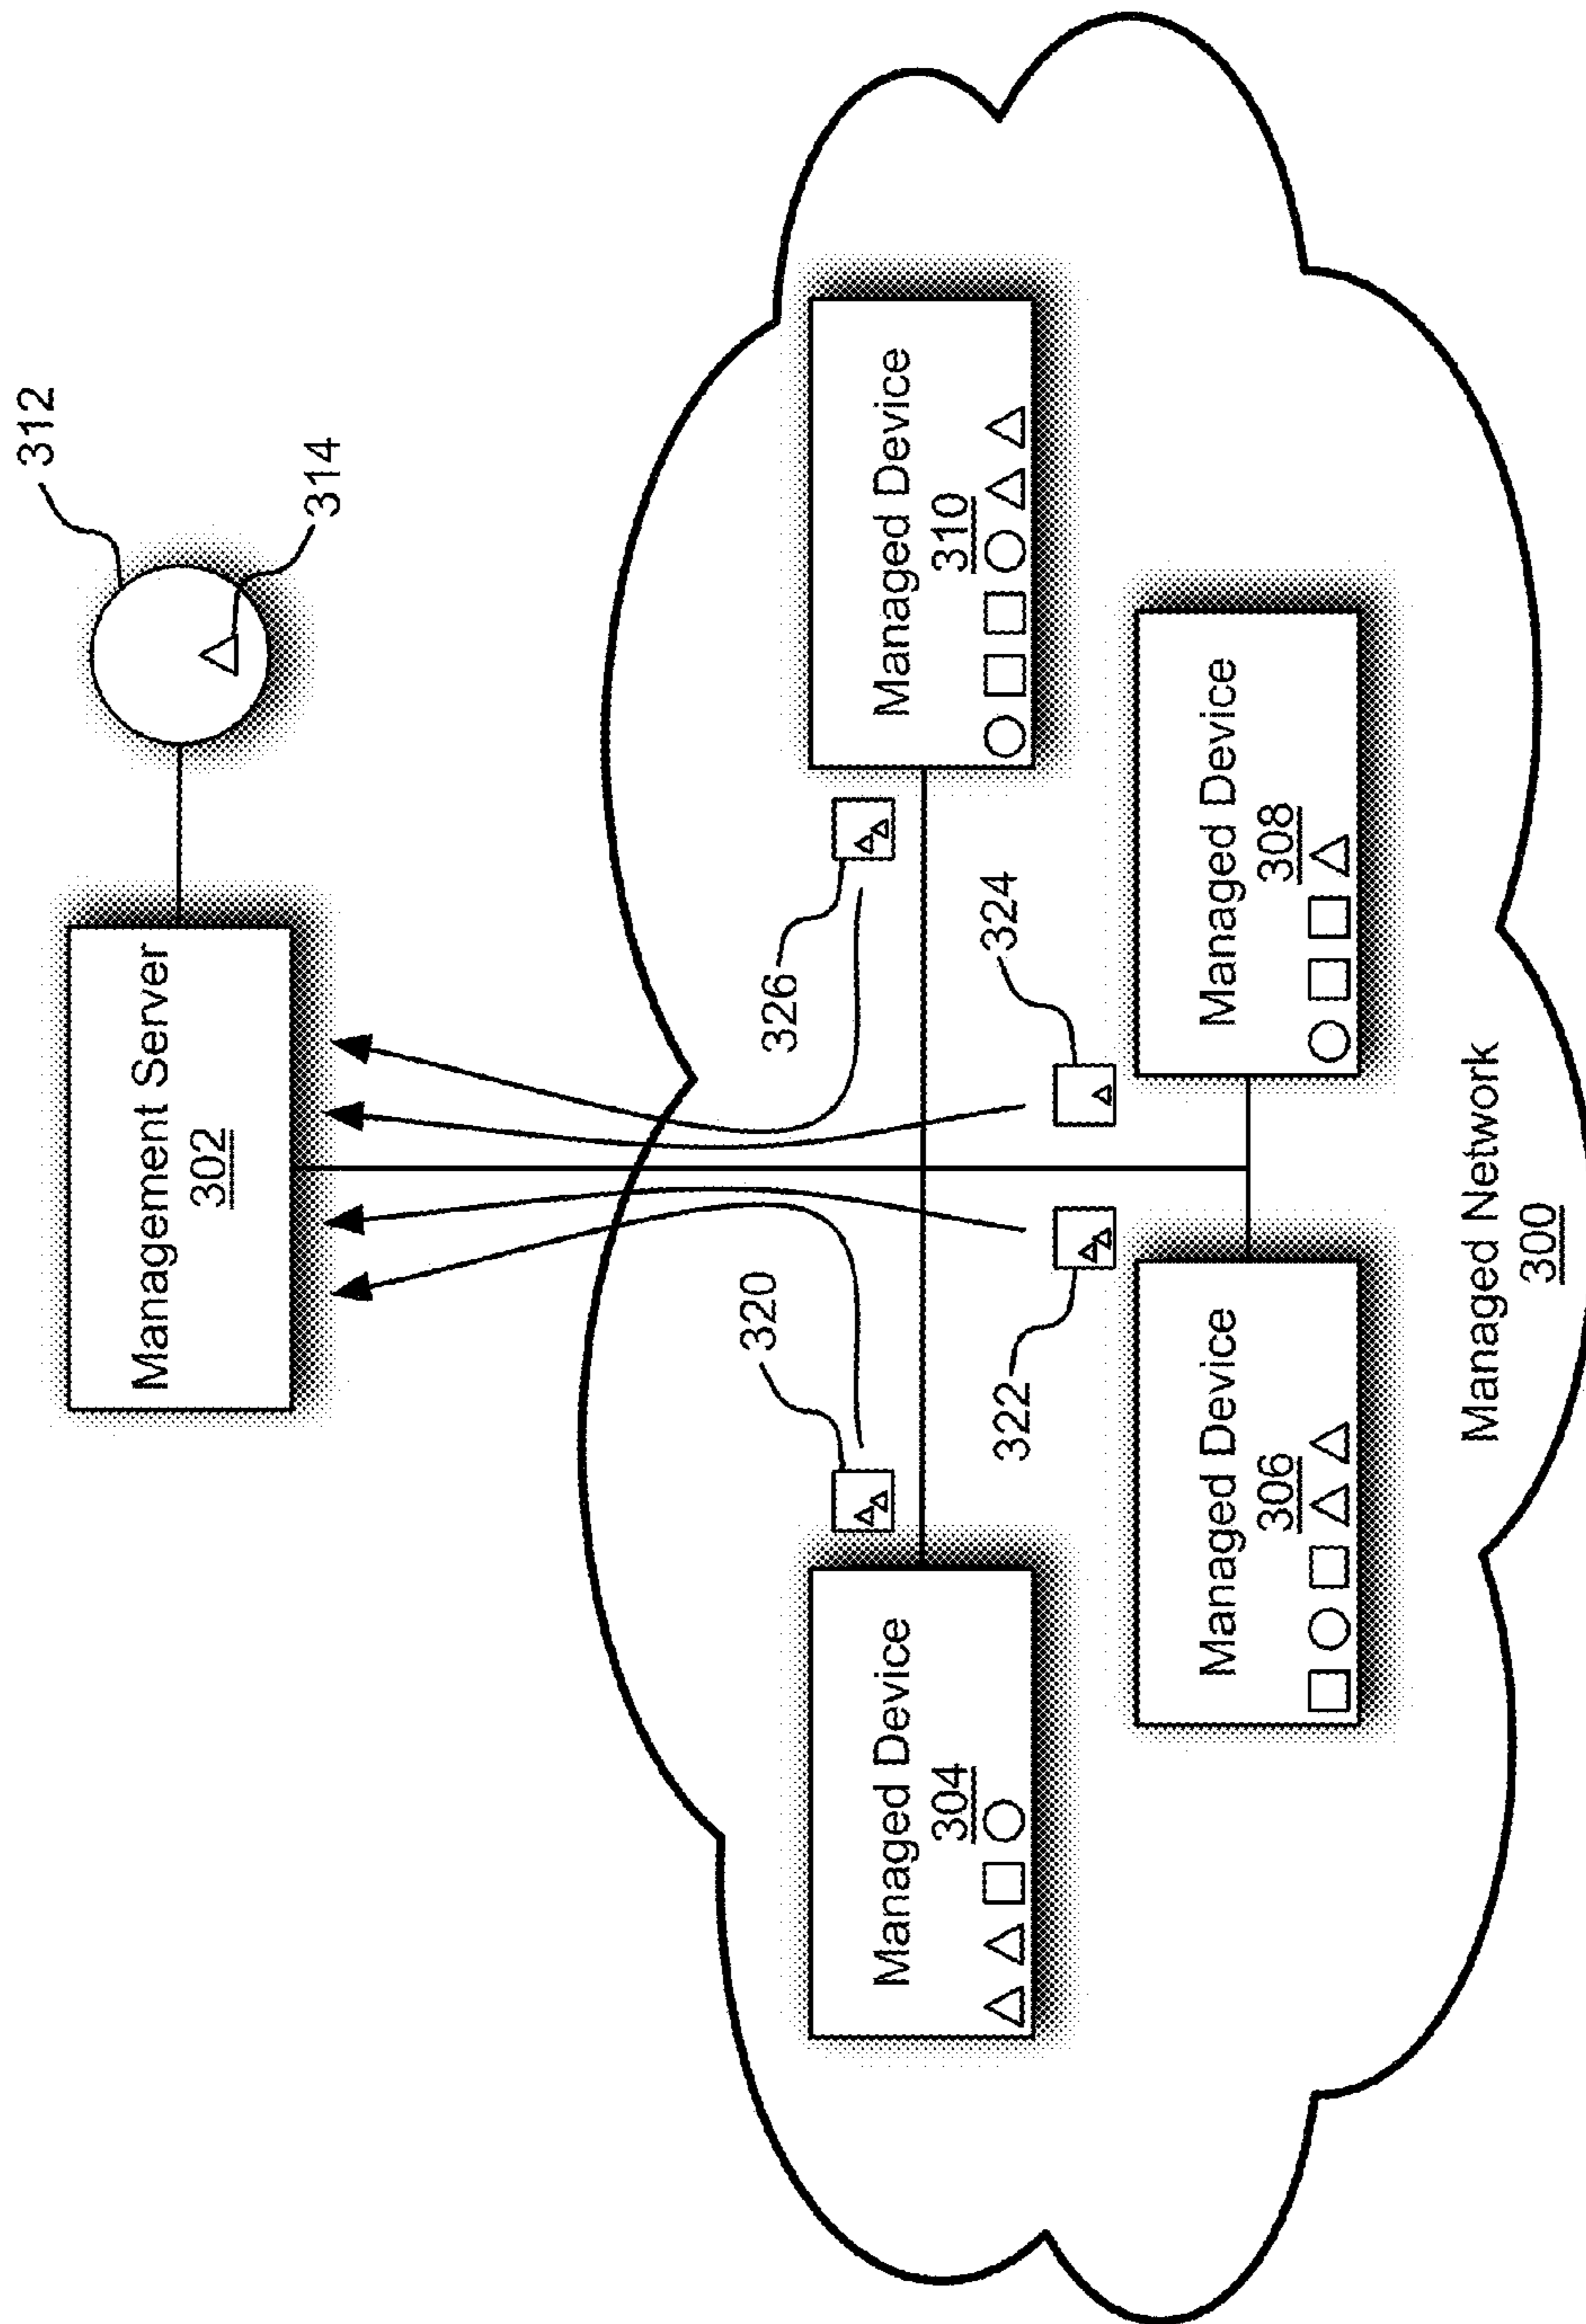 Management Server
302
312
314
320
326
Managed Device
304
Managed Device
310
322
324
Managed Device
306
Managed Device
308
Managed Network
300